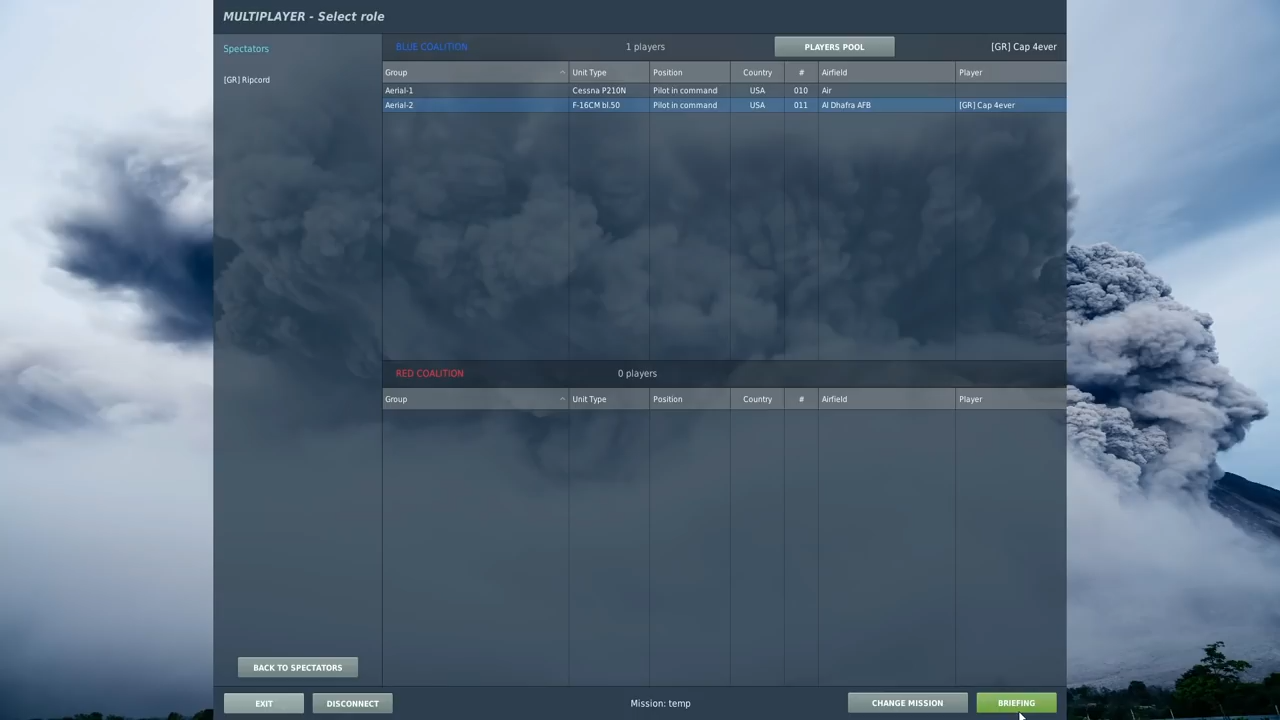 MULTIPLAYER - Select role
Spectators
[GR] Ripcord
BLUE COALITION 1 players PLAYERS POOL [GR] Cap 4ever
Group Unit Type Position Country # Airfield Player
Aerial-1 Cessna P210N Pilot in command USA 010 Air
Aerial-2 F-16CM bl.50 Pilot in command USA 011 Al Dhafra AFB [GR] Cap 4ever
RED COALITION 0 players
Group Unit Type Position Country # Airfield Player
BACK TO SPECTATORS
EXIT DISCONNECT Mission: temp CHANGE MISSION BRIEFING